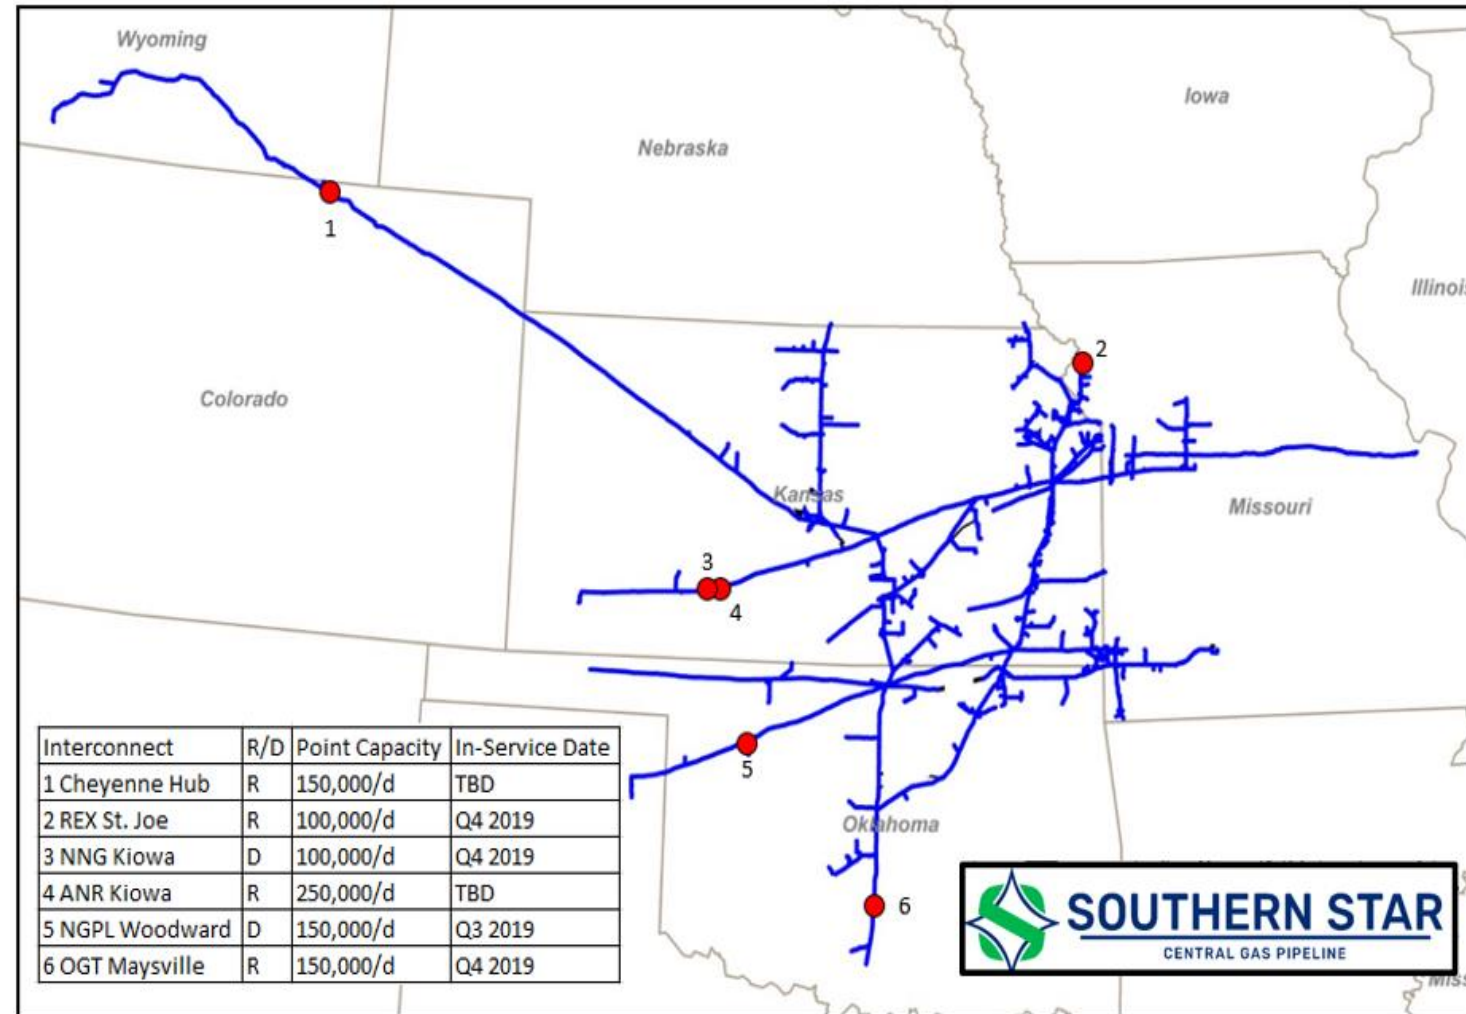 Wyoming
Iowa
Nebraska
1
Illinois
2
Colorado
Kansas
Missouri
3
4
Interconnect R/D Point Capacity In-Service Date
1 Cheyenne Hub R 150,000/d TBD
2 REX St. Joe R 100,000/d Q4 2019
3 NNG Kiowa D 100,000/d Q4 2019
4 ANR Kiowa R 250,000/d TBD
5 NGPL Woodward D 150,000/d Q3 2019
6 OGT Maysville R 150,000/d Q4 2019
5
Oklahoma
6
SOUTHERN STAR
CENTRAL GAS PIPELINE
Miss